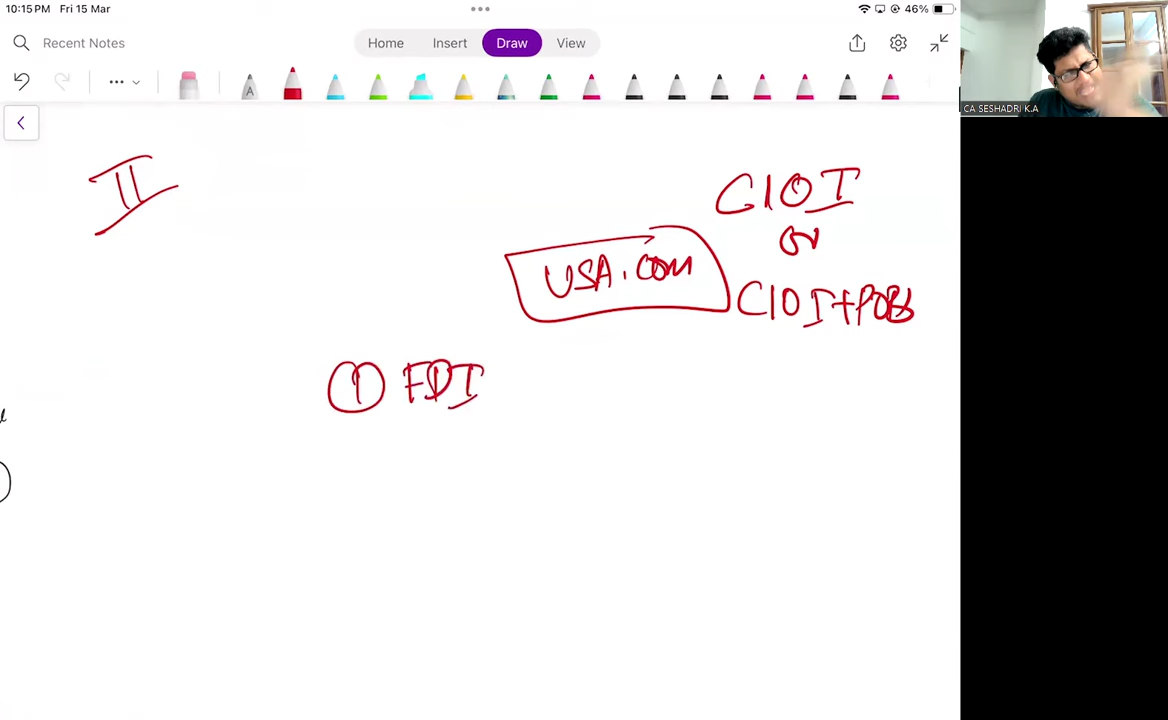 10:15 PM Fri 15 Mar
46%
Recent Notes
Home Insert Draw View
A
CA SESHADRI K.A
II
CIOI
or
USA.com
CIOI+POBs
① FDI